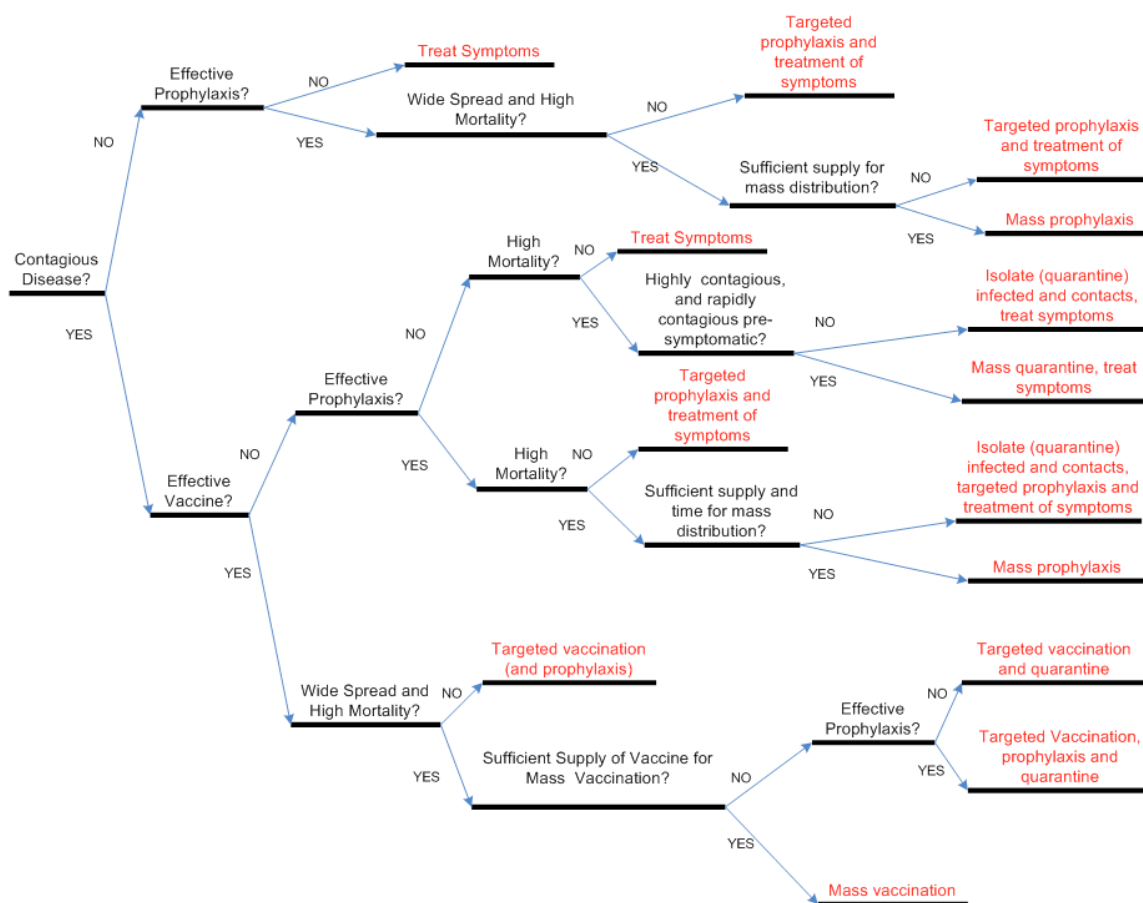 Treat Symptoms
Targeted
prophylaxis and
treatment of
symptoms
Effective
Prophylaxis?
NO
Wide Spread and High
Mortality?
NO
YES
NO
Targeted prophylaxis
and treatment of
symptoms
YES
Sufficient supply for
mass distribution?
NO
Mass prophylaxis
YES
Contagious
Disease?
High
Mortality?
NO
Treat Symptoms
Highly contagious,
and rapidly
contagious pre-
symptomatic?
Isolate (quarantine)
infected and contacts,
treat symptoms
YES
NO
YES
NO
Mass quarantine, treat
symptoms
YES
Effective
Prophylaxis?
Targeted
prophylaxis and
treatment of
symptoms
NO
YES
High
Mortality?
NO
Isolate (quarantine)
infected and contacts,
targeted prophylaxis and
treatment of symptoms
Effective
Vaccine?
Sufficient supply and
time for mass
distribution?
YES
NO
Mass prophylaxis
YES
YES
Targeted vaccination
(and prophylaxis)
Targeted vaccination
and quarantine
Wide Spread and
High Mortality?
NO
Effective
Prophylaxis?
NO
Targeted Vaccination,
prophylaxis and
quarantine
YES
Sufficient Supply of Vaccine for
Mass Vaccination?
NO
YES
YES
Mass vaccination